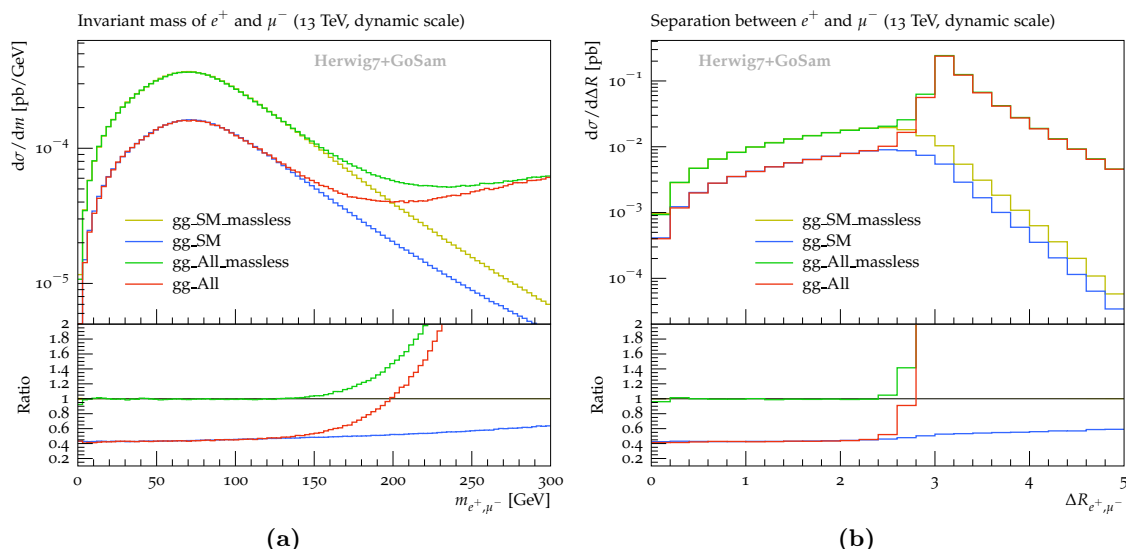 Invariant mass of e⁺ and μ⁻ (13 TeV, dynamic scale)
dσ/dm [pb/GeV]
Herwig7+GoSam
10⁻⁴
10⁻⁵
gg_SM_massless
gg_SM
gg_All_massless
gg_All
Ratio
2
1.8
1.6
1.4
1.2
1
0.8
0.6
0.4
0.2
0 50 100 150 200 250 300
m_{e⁺,μ⁻} [GeV]
(a)
Separation between e⁺ and μ⁻ (13 TeV, dynamic scale)
dσ/dΔR [pb]
Herwig7+GoSam
10⁻¹
10⁻²
10⁻³
10⁻⁴
gg_SM_massless
gg_SM
gg_All_massless
gg_All
Ratio
2
1.8
1.6
1.4
1.2
1
0.8
0.6
0.4
0.2
0 1 2 3 4 5
ΔR_{e⁺,μ⁻}
(b)